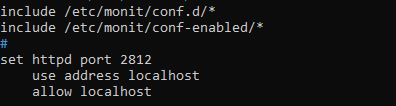 include /etc/monit/conf.d/*
include /etc/monit/conf-enabled/*
#
set httpd port 2812
    use address localhost
    allow localhost